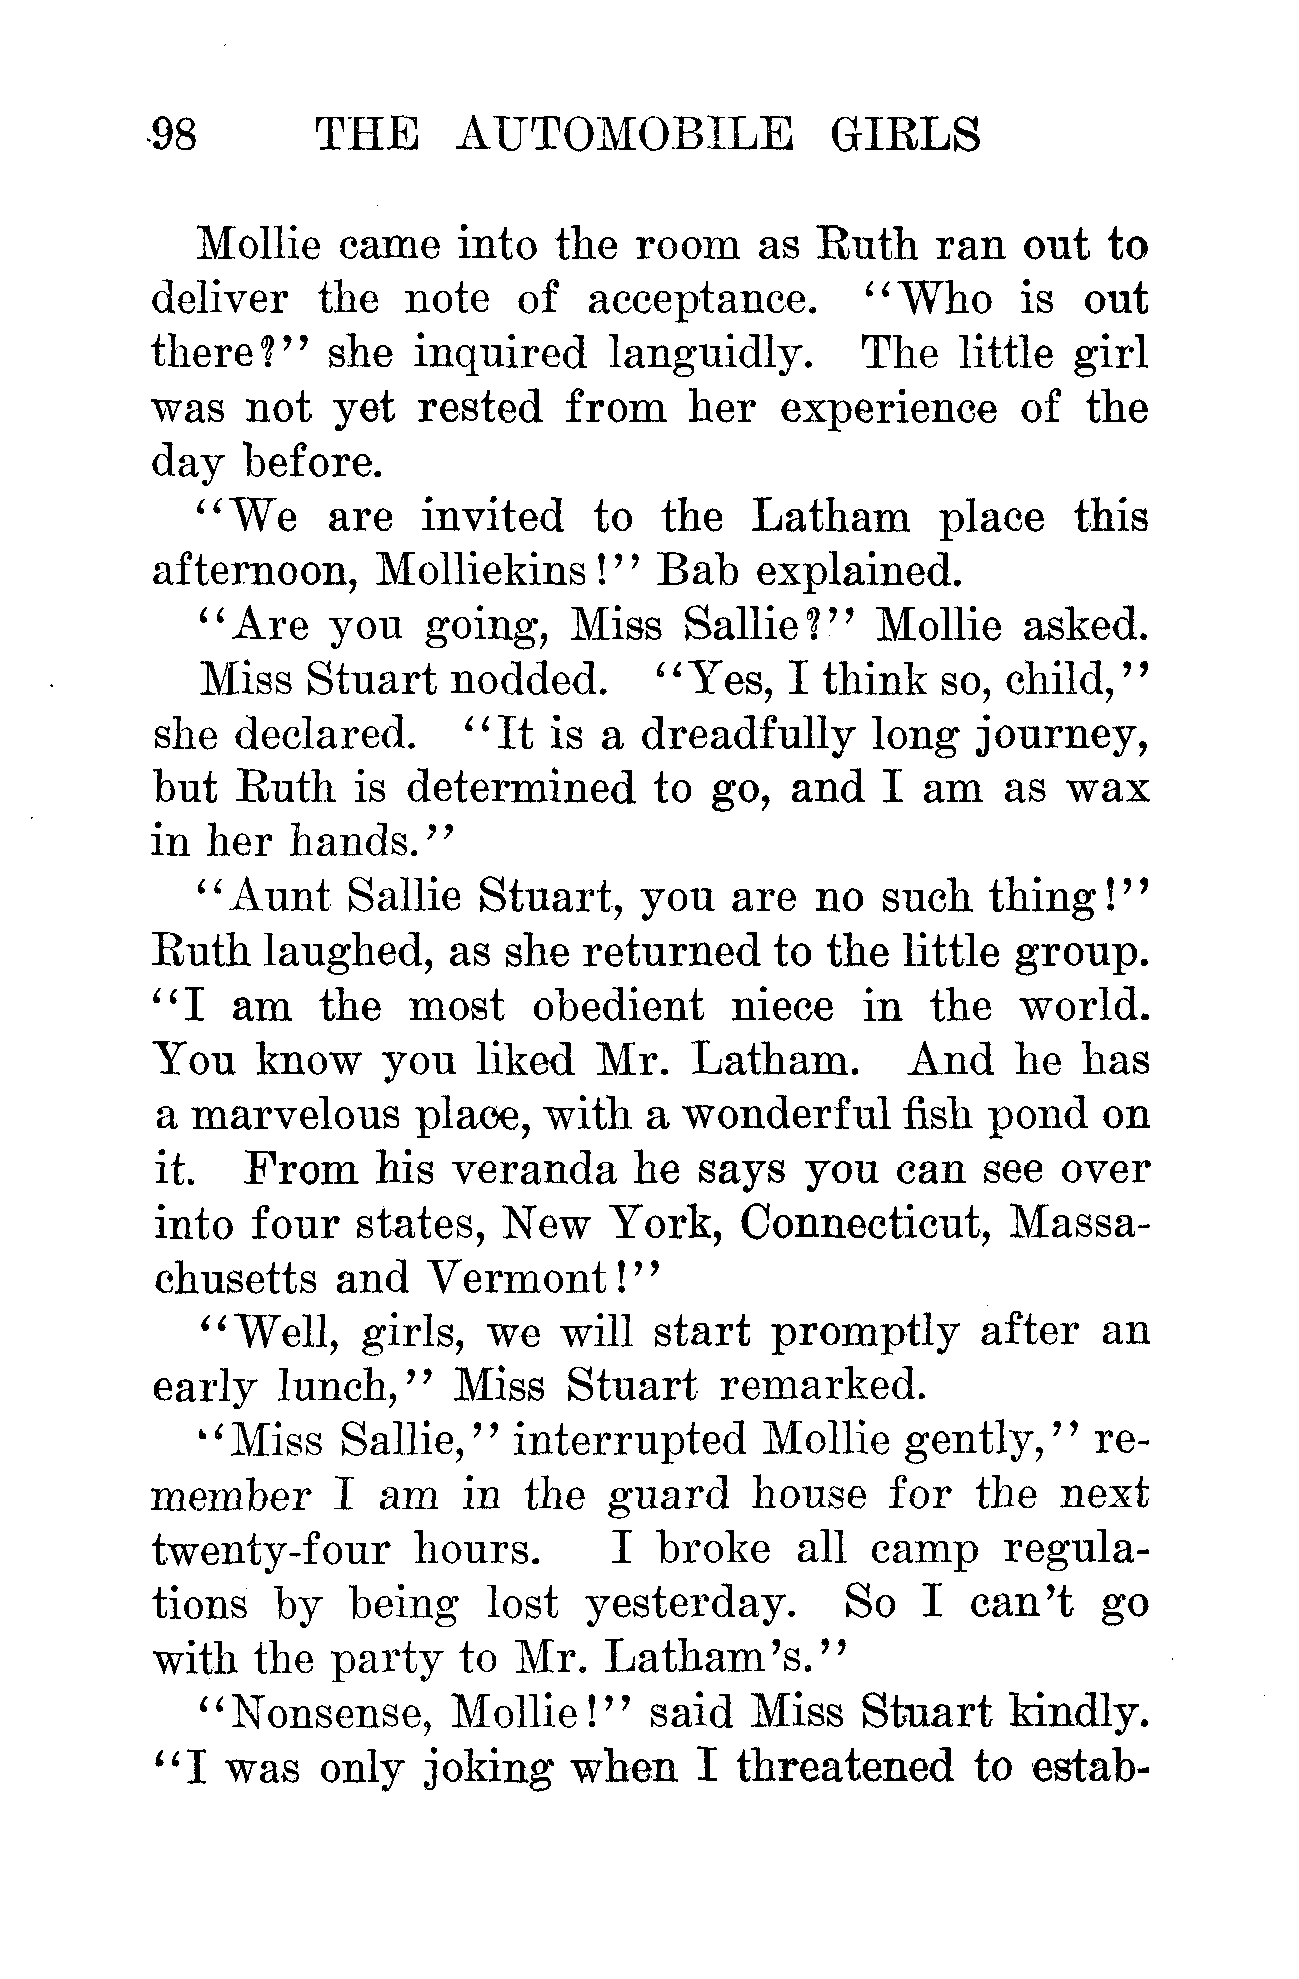 98 THE AUTOMOBILE GIRLS
Mollie came into the room as Ruth ran out to
deliver the note of acceptance. "Who is out
there?" she inquired languidly. The little girl
was not yet rested from her experience of the
day before.
"We are invited to the Latham place this
afternoon, Molliekins!" Bab explained.
"Are you going, Miss Sallie?" Mollie asked.
Miss Stuart nodded. "Yes, I think so, child,"
she declared. "It is a dreadfully long journey,
but Ruth is determined to go, and I am as wax
in her hands."
"Aunt Sallie Stuart, you are no such thing!"
Ruth laughed, as she returned to the little group.
"I am the most obedient niece in the world.
You know you liked Mr. Latham. And he has
a marvelous place, with a wonderful fish pond on
it. From his veranda he says you can see over
into four states, New York, Connecticut, Massa-
chusetts and Vermont!"
"Well, girls, we will start promptly after an
early lunch," Miss Stuart remarked.
"Miss Sallie," interrupted Mollie gently," re-
member I am in the guard house for the next
twenty-four hours. I broke all camp regula-
tions by being lost yesterday. So I can't go
with the party to Mr. Latham's."
"Nonsense, Mollie!" said Miss Stuart kindly.
"I was only joking when I threatened to estab-